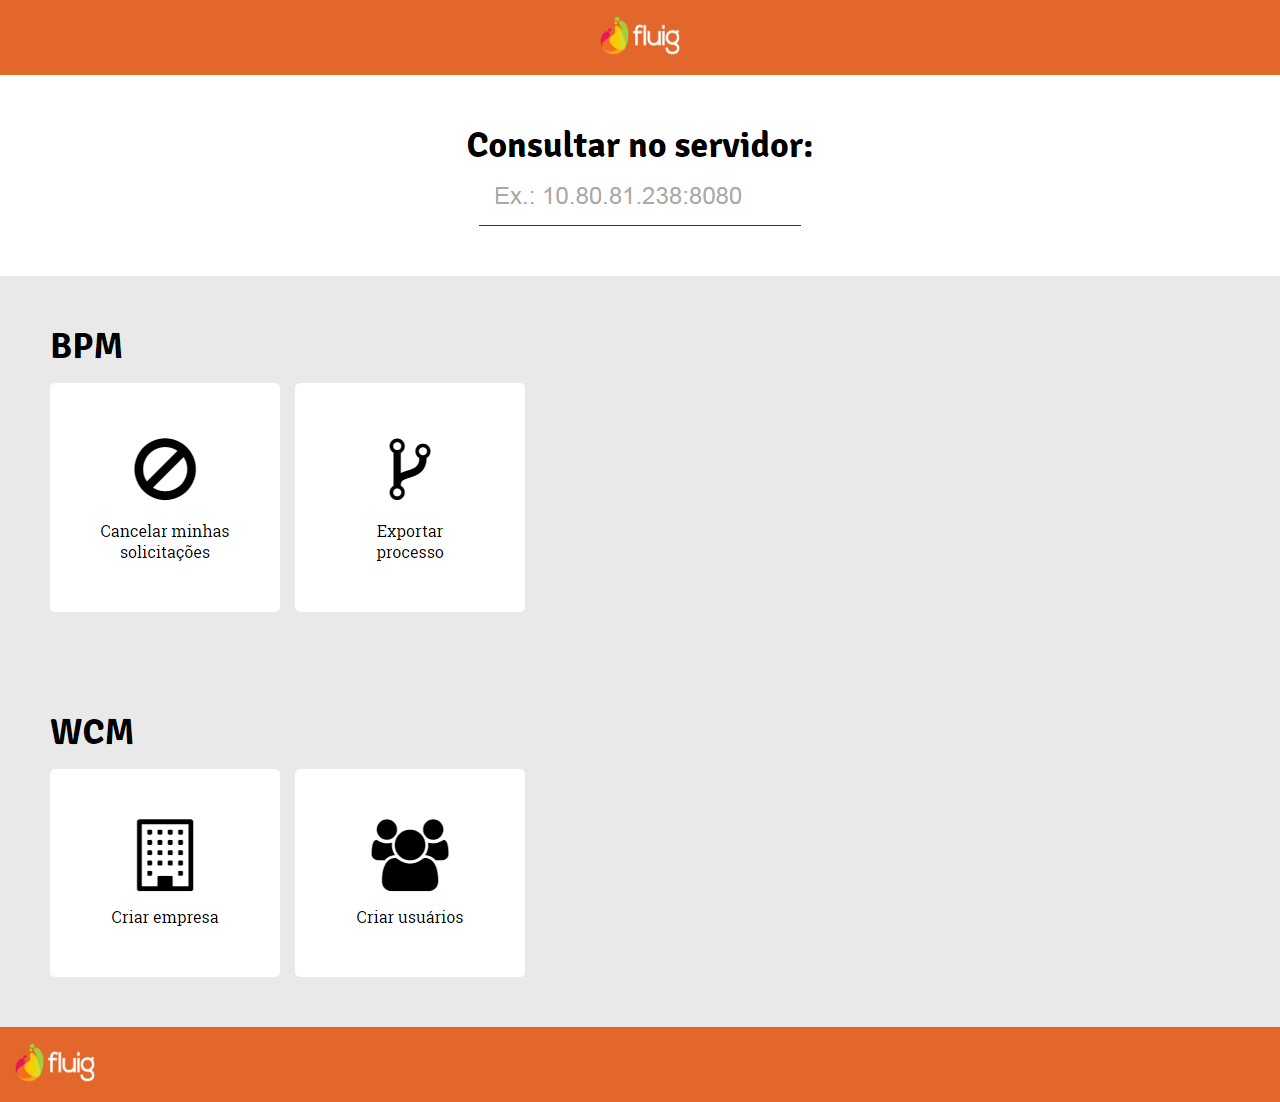 fluig
Consultar no servidor:
Ex.: 10.80.81.238:8080
BPM
Cancelar minhas
solicitações
Exportar
processo
WCM
Criar empresa
Criar usuários
fluig